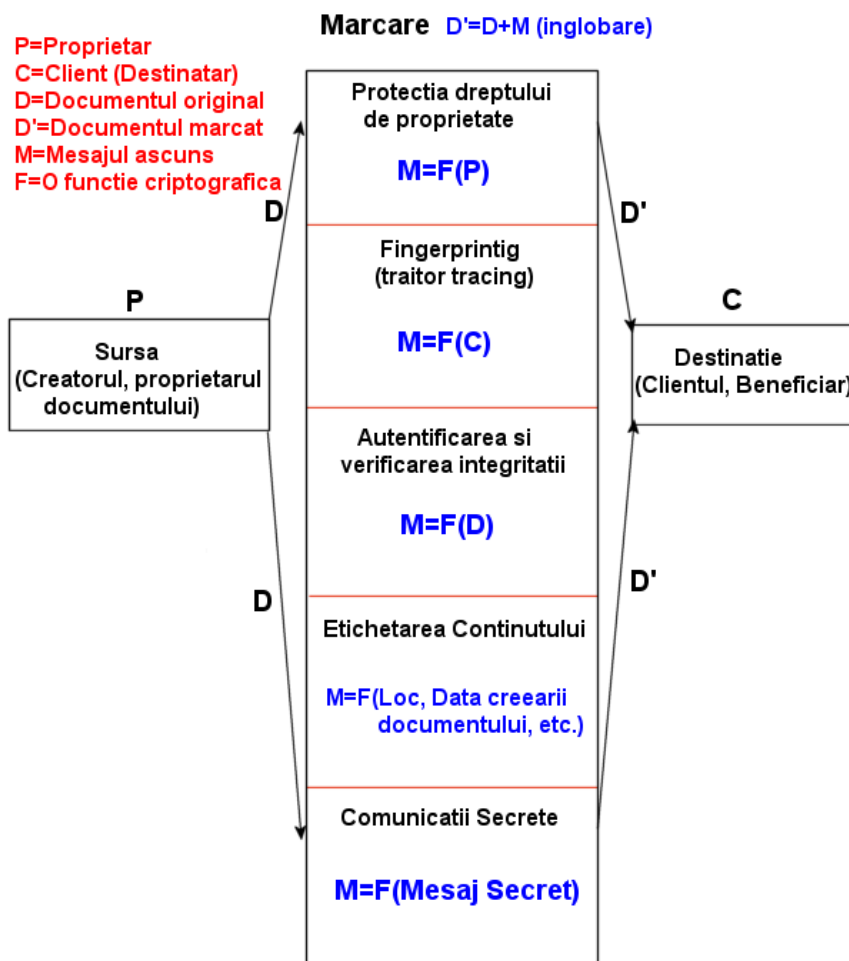 Marcare D'=D+M (inglobare)
P=Proprietar
C=Client (Destinatar)
D=Documentul original
D'=Documentul marcat
M=Mesajul ascuns
F=O functie criptografica
D
Protectia dreptului
de proprietate
M=F(P)
D'
Fingerprintig
(traitor tracing)
M=F(C)
P
Sursa
(Creatorul, proprietarul
documentului)
C
Destinatie
(Clientul, Beneficiar)
Autentificarea si
verificarea integritatii
M=F(D)
D
D'
Etichetarea Continutului
M=F(Loc, Data creearii
documentului, etc.)
Comunicatii Secrete
M=F(Mesaj Secret)